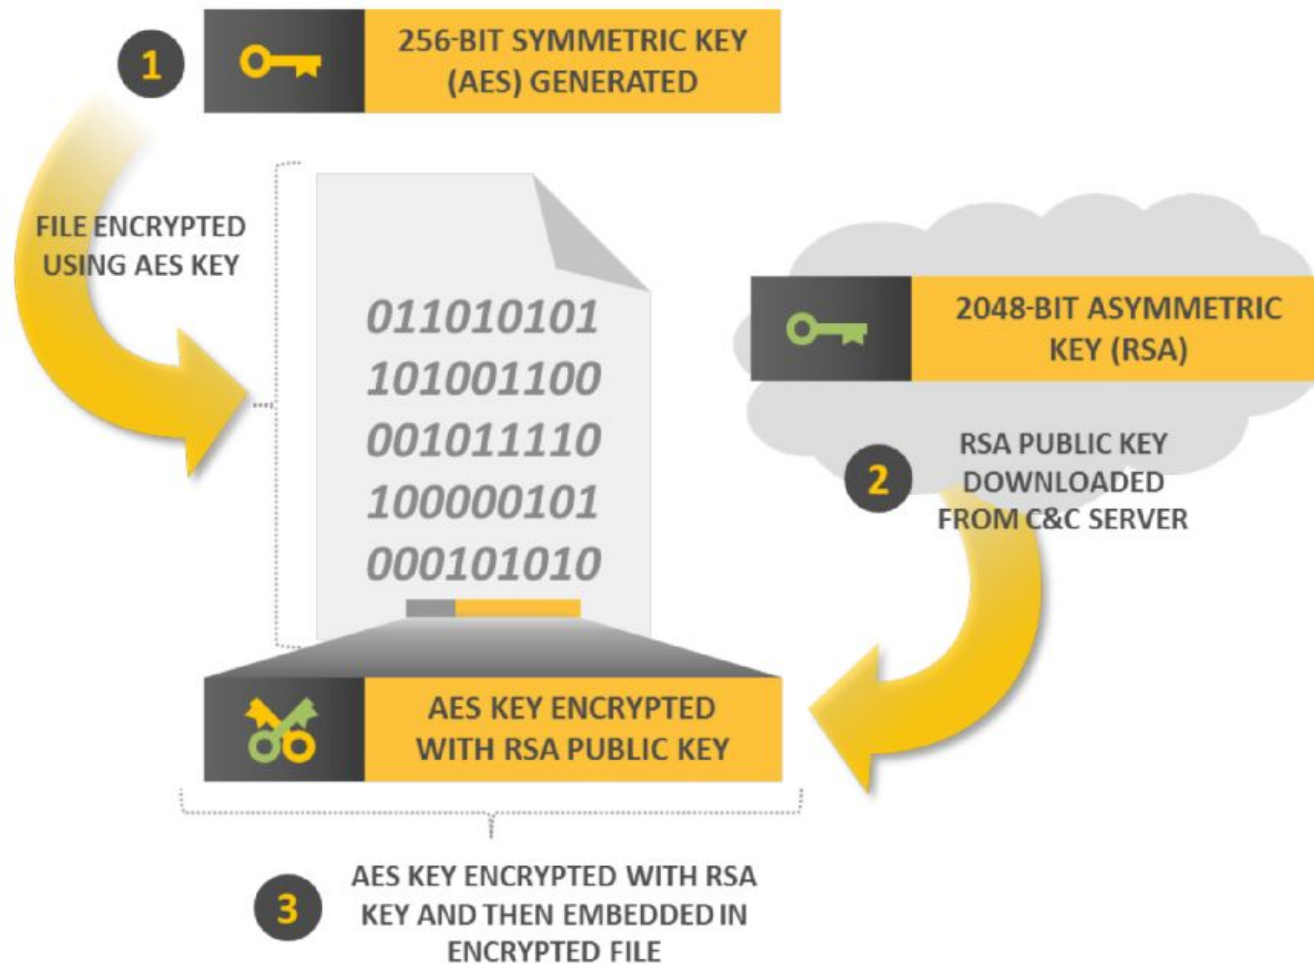 1
256-BIT SYMMETRIC KEY
(AES) GENERATED
FILE ENCRYPTED
USING AES KEY
011010101
101001100
001011110
100000101
000101010
2048-BIT ASYMMETRIC
KEY (RSA)
2
RSA PUBLIC KEY
DOWNLOADED
FROM C&C SERVER
AES KEY ENCRYPTED
WITH RSA PUBLIC KEY
3
AES KEY ENCRYPTED WITH RSA
KEY AND THEN EMBEDDED IN
ENCRYPTED FILE